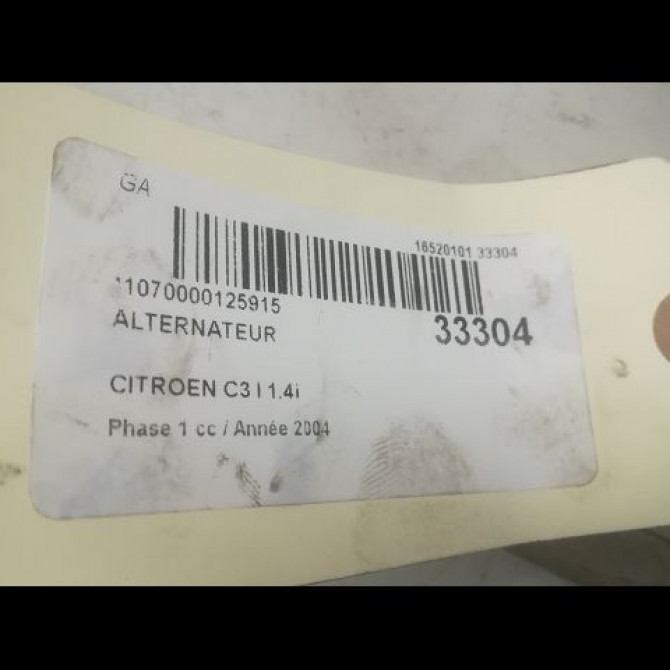 GA
16520101 33304
11070000125915
33304
ALTERNATEUR
CITROEN C3 I 1.4i
Phase 1 cc / Année 2004